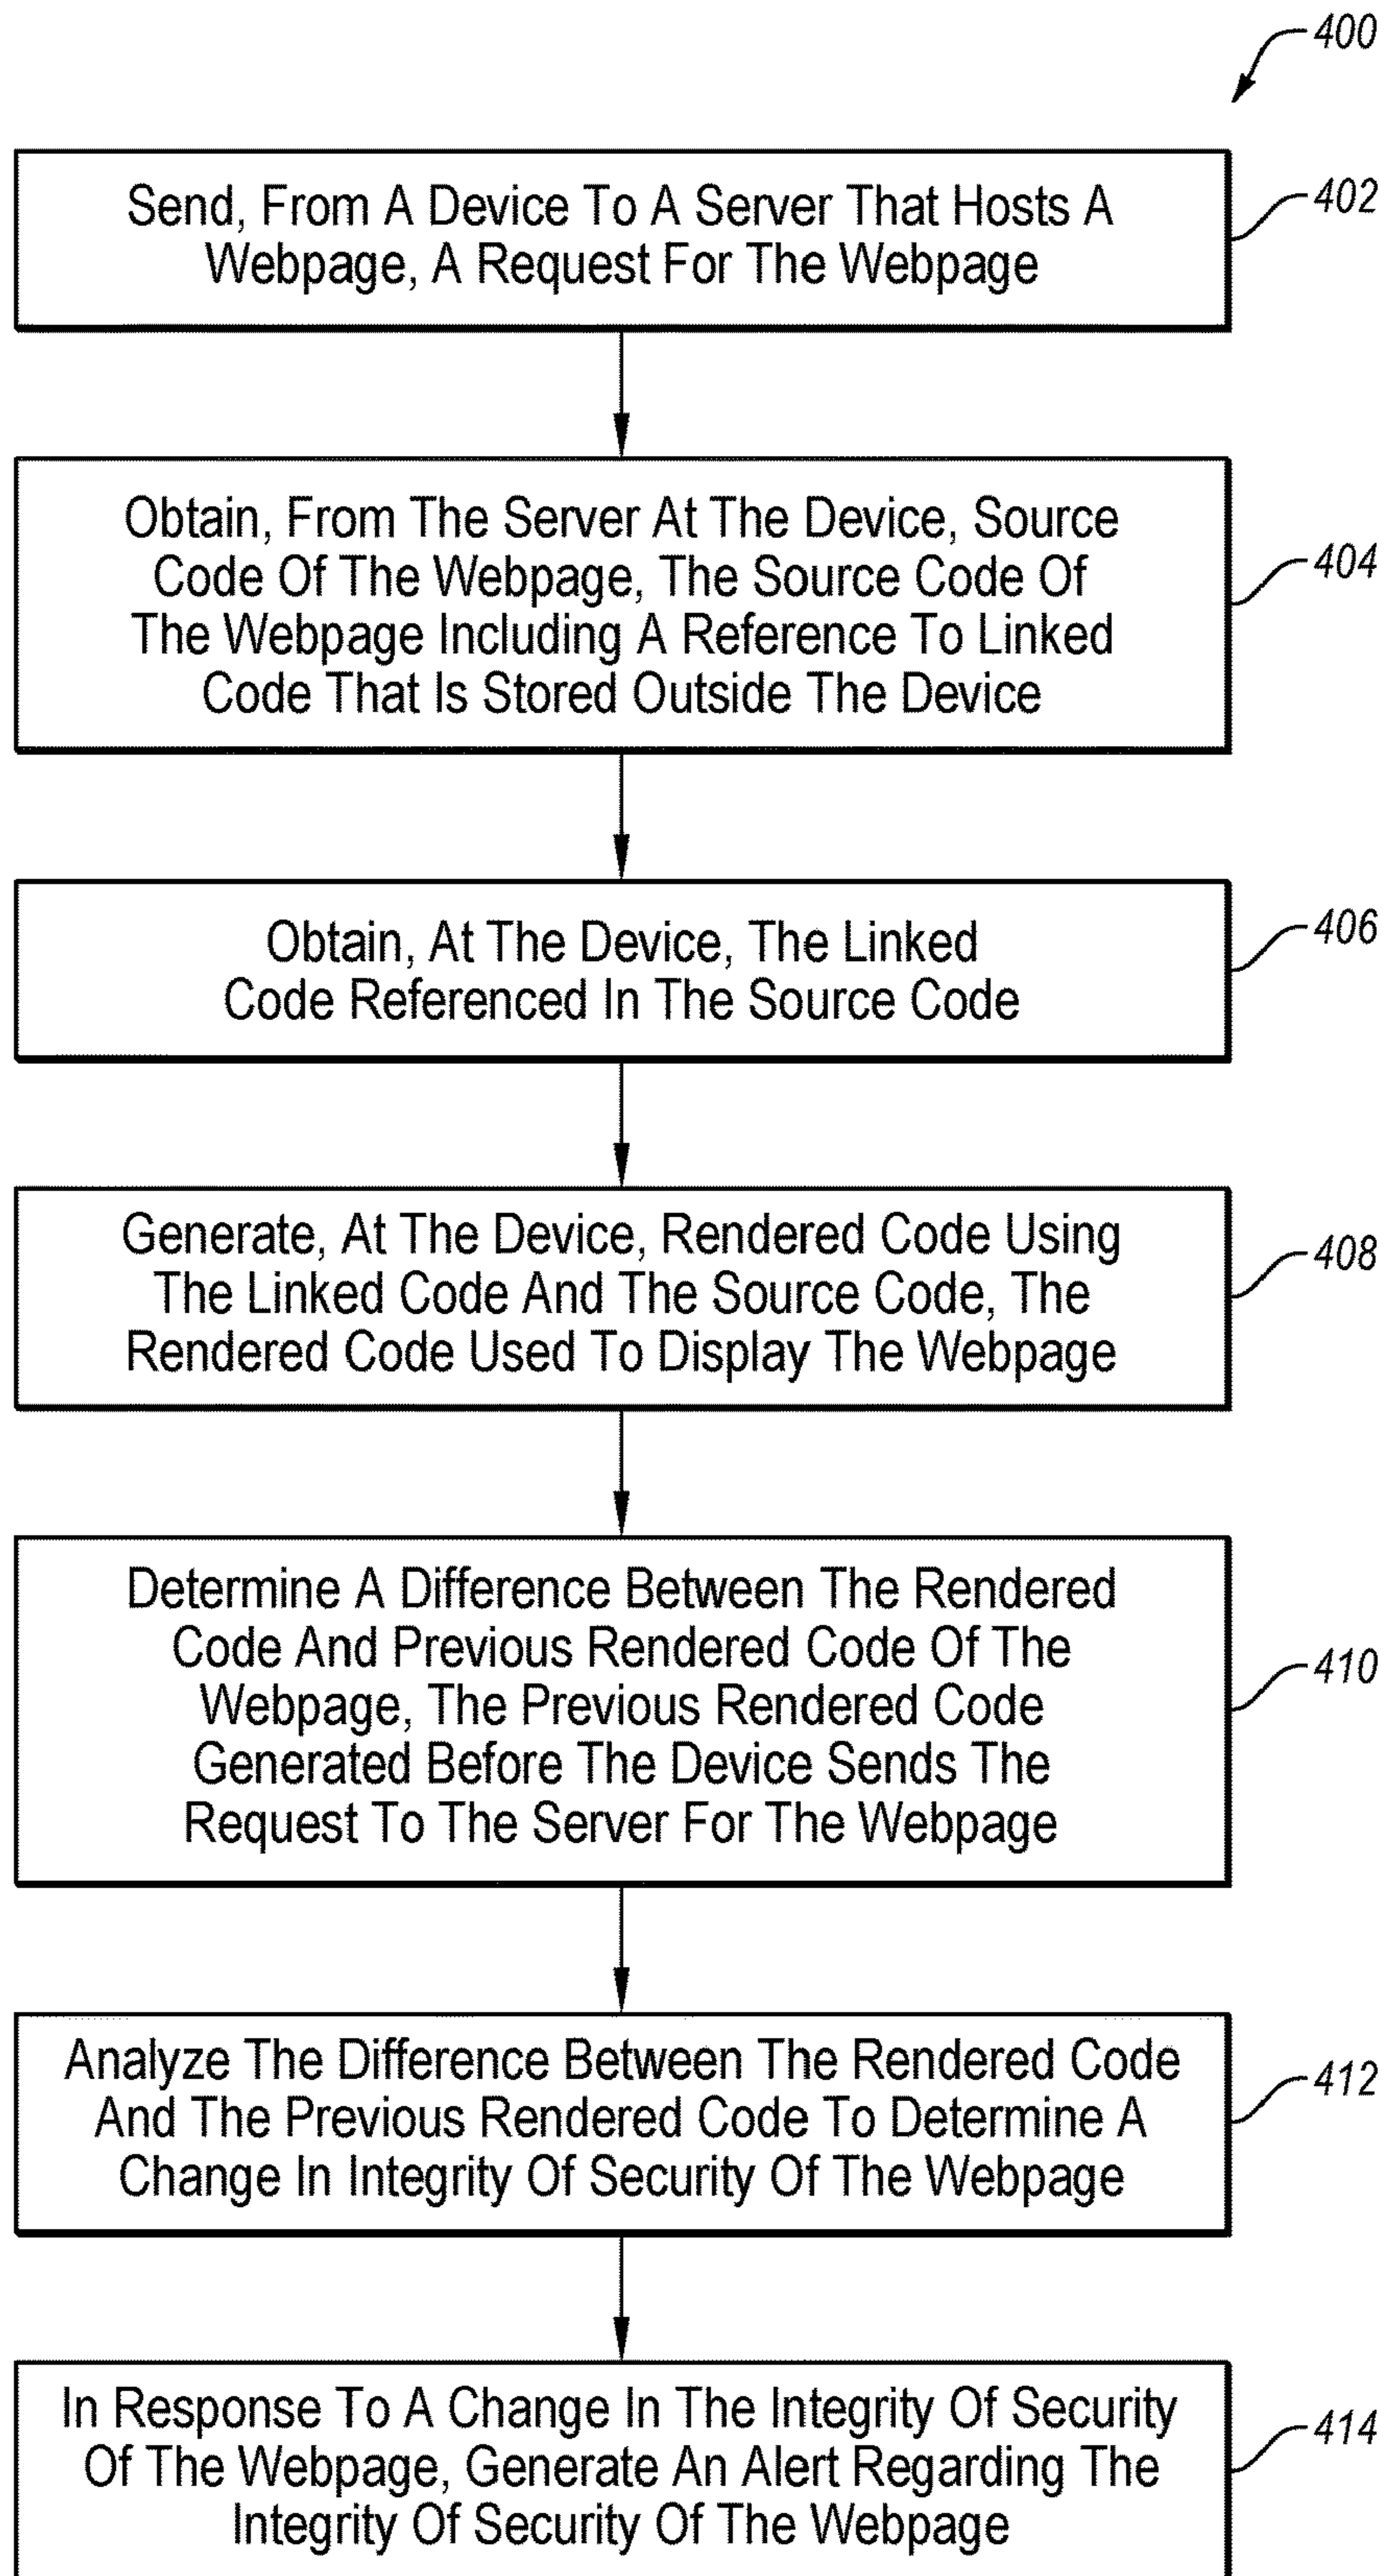 400
Send, From A Device To A Server That Hosts A
Webpage, A Request For The Webpage
402
Obtain, From The Server At The Device, Source
Code Of The Webpage, The Source Code Of
The Webpage Including A Reference To Linked
Code That Is Stored Outside The Device
404
Obtain, At The Device, The Linked
Code Referenced In The Source Code
406
Generate, At The Device, Rendered Code Using
The Linked Code And The Source Code, The
Rendered Code Used To Display The Webpage
408
Determine A Difference Between The Rendered
Code And Previous Rendered Code Of The
Webpage, The Previous Rendered Code
Generated Before The Device Sends The
Request To The Server For The Webpage
410
Analyze The Difference Between The Rendered Code
And The Previous Rendered Code To Determine A
Change In Integrity Of Security Of The Webpage
412
In Response To A Change In The Integrity Of Security
Of The Webpage, Generate An Alert Regarding The
Integrity Of Security Of The Webpage
414